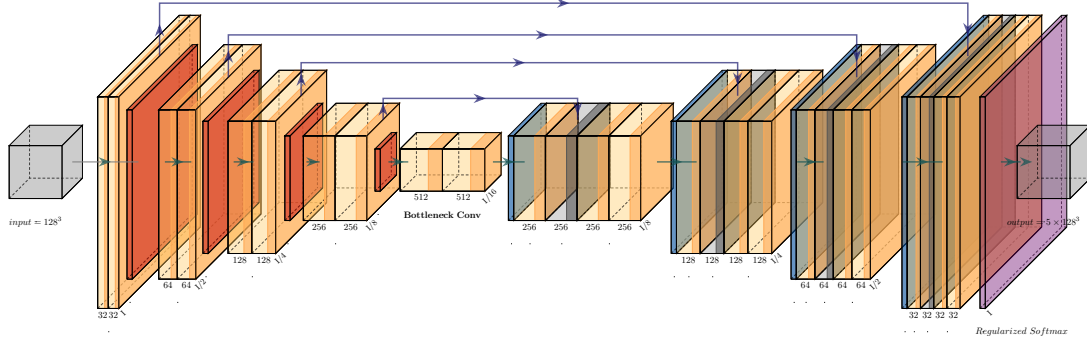 input = 128³
32 32 1
64 64 1/2
128 128 1/4
256 256 1/8
512 512 1/16
Bottleneck Conv
256 256 256 256 1/8
128 128 128 128 1/4
64 64 64 64 1/2
32 32 32 32
1
Regularized Softmax
output = 5 × 128³